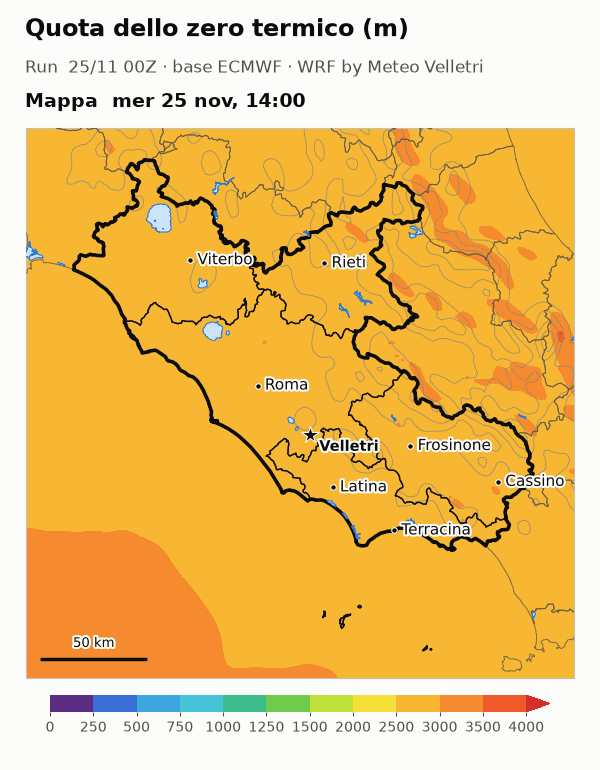 Quota dello zero termico (m)
Run  25/11 00Z · base ECMWF · WRF by Meteo Velletri
Mappa  mer 25 nov, 14:00
Viterbo
Rieti
Roma
Velletri
Frosinone
Latina
Cassino
Terracina
50 km
0 250 500 750 1000 1250 1500 2000 2500 3000 3500 4000